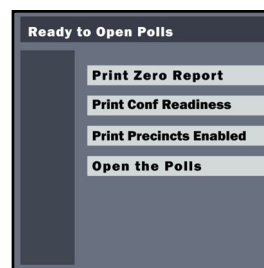 Ready to Open Polls
Print Zero Report
Print Conf Readiness
Print Precincts Enabled
Open the Polls